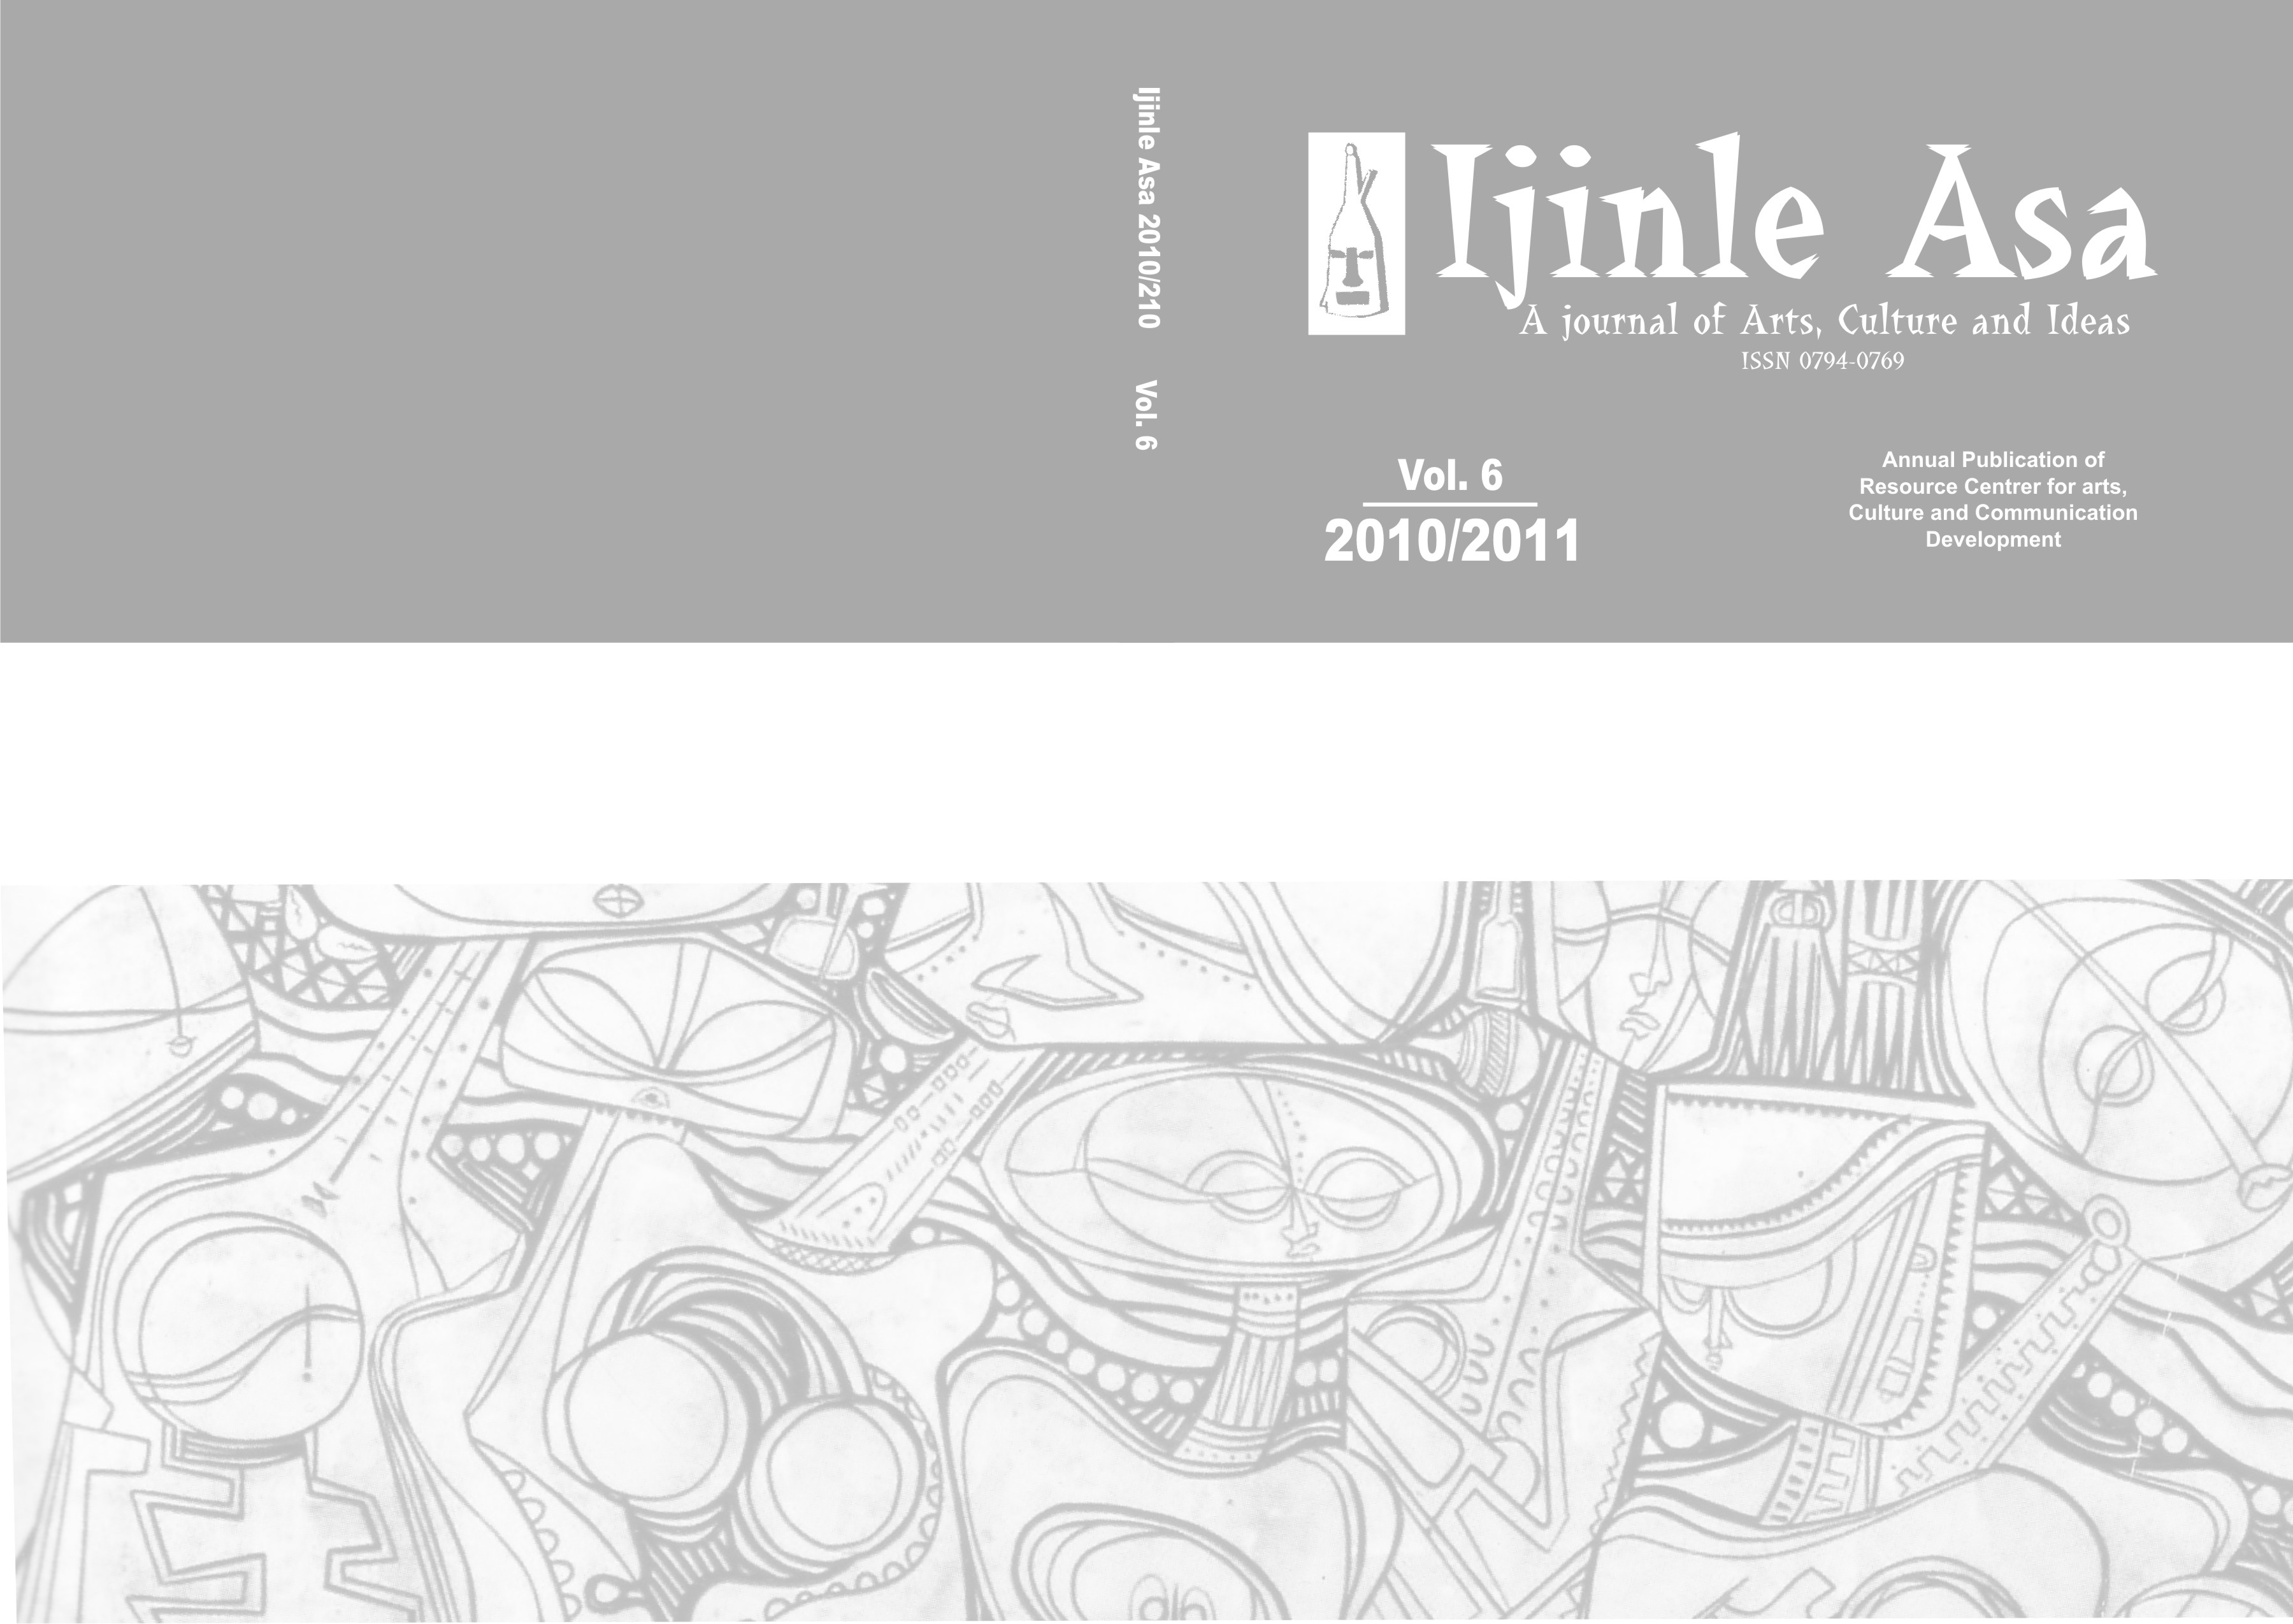 Ijinle Asa 2010/210 Vol. 6
Ijinle Asa
A journal of Arts, Culture and Ideas
ISSN 0794-0769
Vol. 6
2010/2011
Annual Publication of
Resource Centrer for arts,
Culture and Communication
Development